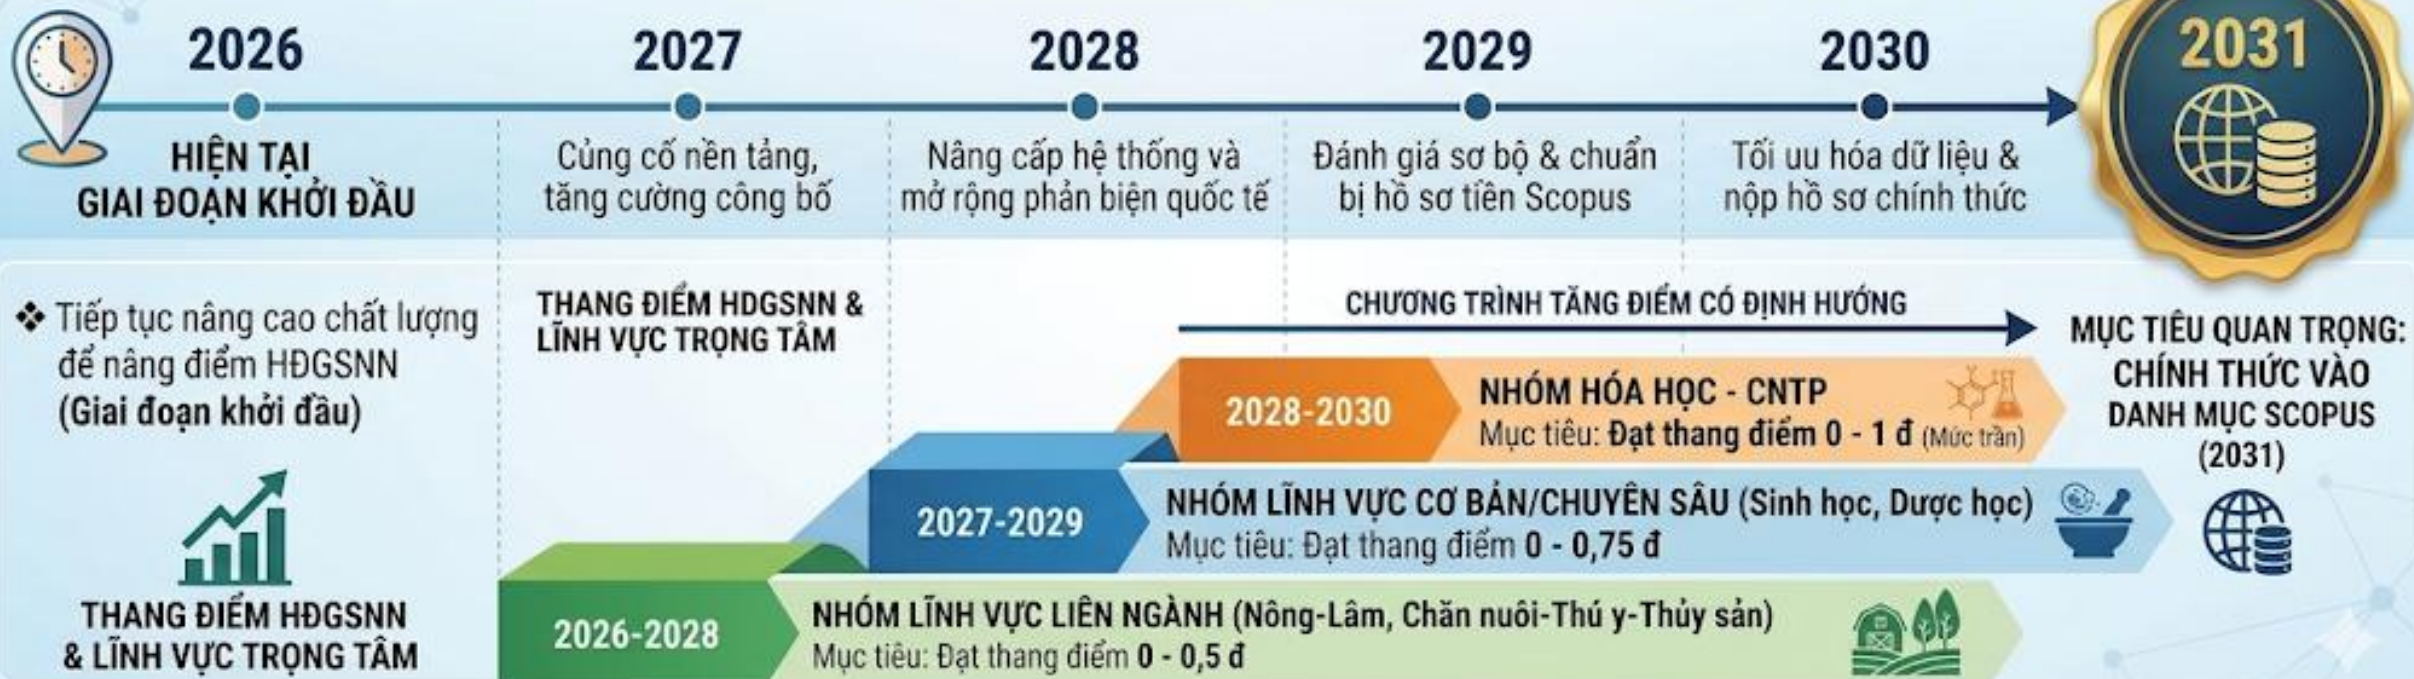 2026
2027
2028
2029
2030
2031
HIỆN TẠI
GIAI ĐOẠN KHỞI ĐẦU
Củng cố nền tảng,
tăng cường công bố
Nâng cấp hệ thống và
mở rộng phản biện quốc tế
Đánh giá sơ bộ & chuẩn
bị hồ sơ tiền Scopus
Tối uu hóa dữ liệu &
nộp hồ sơ chính thức
❖ Tiếp tục nâng cao chất lượng
để nâng điểm HĐGSNN
(Giai đoạn khởi đầu)
THANG ĐIỂM HĐGSNN
& LĨNH VỰC TRỌNG TÂM
THANG ĐIỂM HDGSNN &
LĨNH VỰC TRỌNG TÂM
CHƯƠNG TRÌNH TĂNG ĐIỂM CÓ ĐỊNH HƯỚNG
2028-2030
NHÓM HÓA HỌC - CNTP
Mục tiêu: Đạt thang điểm 0 - 1 đ (Mức trần)
2027-2029
NHÓM LĨNH VỰC CƠ BẢN/CHUYÊN SÂU (Sinh học, Dược học)
Mục tiêu: Đạt thang điểm 0 - 0,75 đ
2026-2028
NHÓM LĨNH VỰC LIÊN NGÀNH (Nông-Lâm, Chăn nuôi-Thú y-Thủy sản)
Mục tiêu: Đạt thang điểm 0 - 0,5 đ
MỤC TIÊU QUAN TRỌNG:
CHÍNH THỨC VÀO
DANH MỤC SCOPUS
(2031)